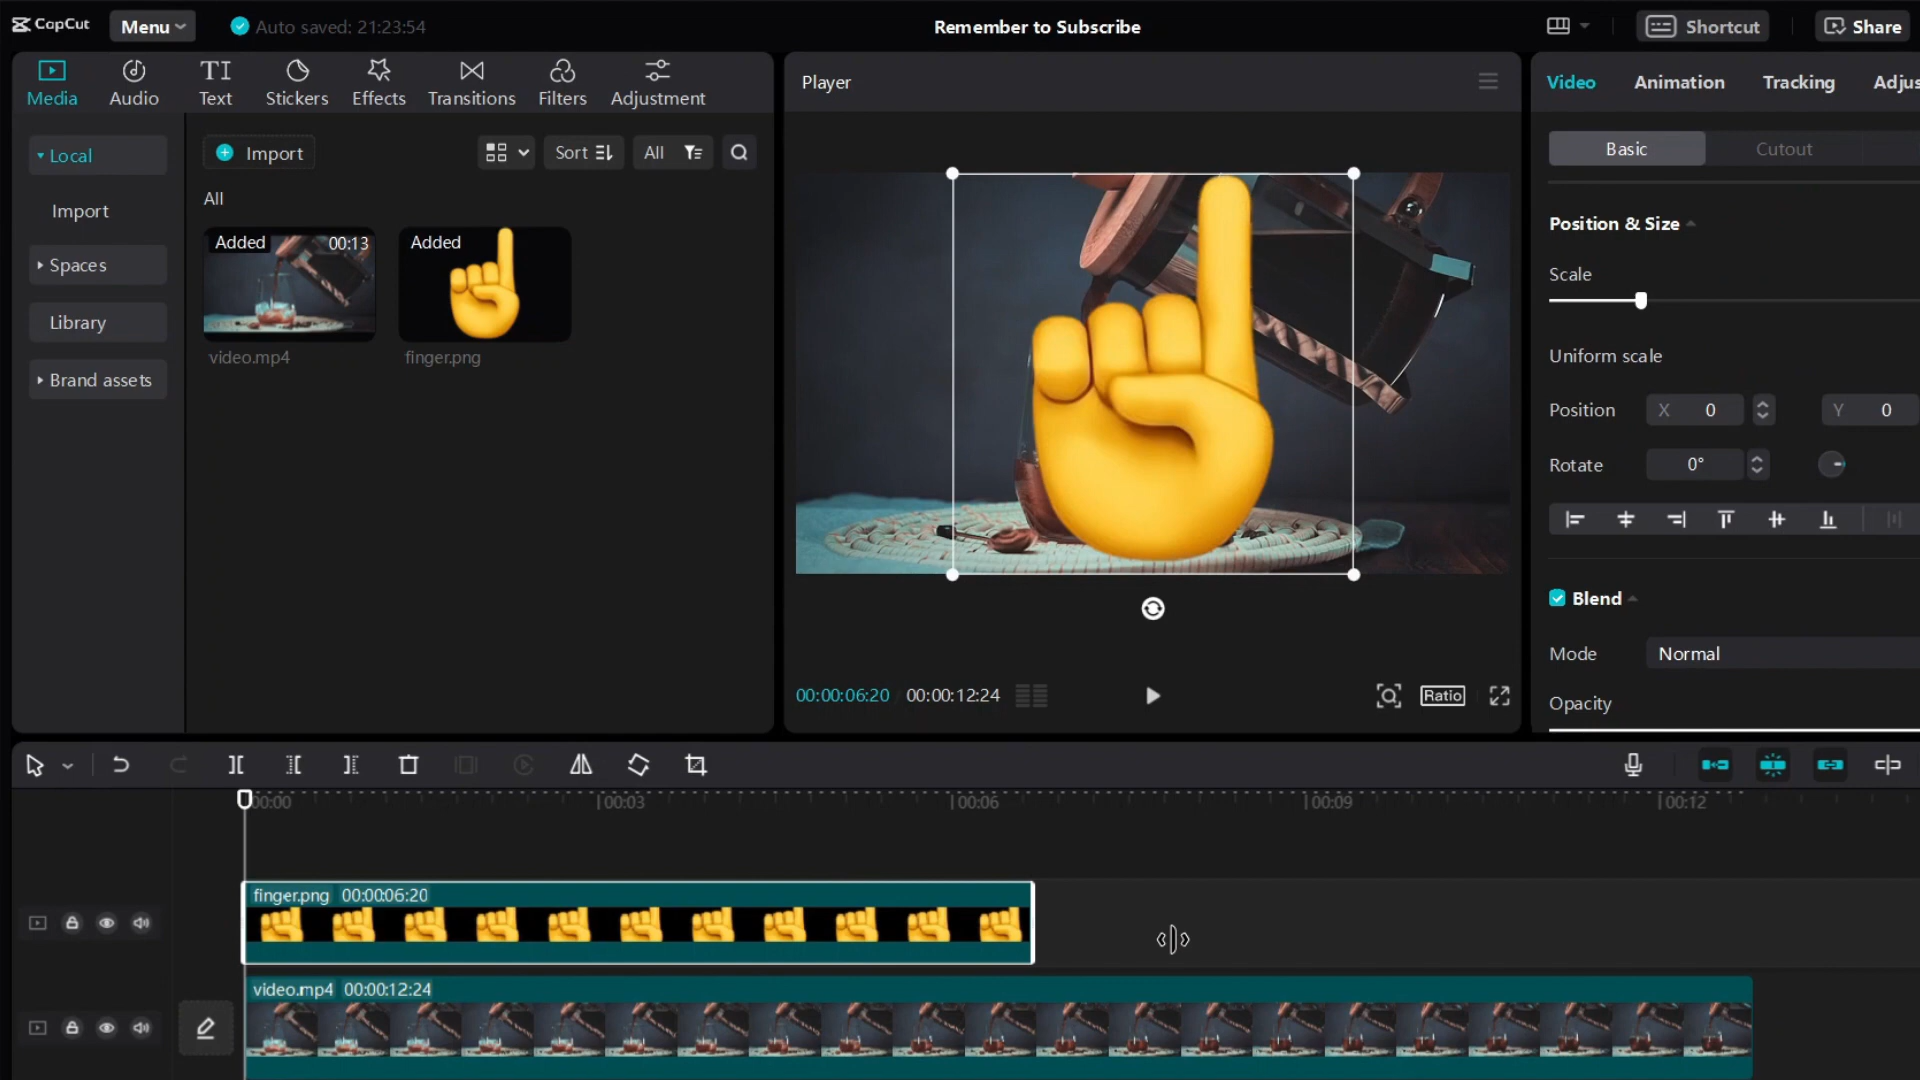 CapCut
Menu
Auto saved: 21:23:54
Remember to Subscribe
Shortcut
Share
Media
Audio
TI
Text
Stickers
Effects
Transitions
Filters
Adjustment
Local
Import
Spaces
Library
Brand assets
Import
Sort
All
All
Added
00:13
video.mp4
Added
finger.png
Player
00:00:06:20
00:00:12:24
Ratio
Video
Animation
Tracking
Adjus
Basic
Cutout
Position & Size
Scale
Uniform scale
Position
X 0
Y 0
Rotate
0°
Blend
Mode
Normal
Opacity
00:00
00:03
00:06
00:09
00:12
finger.png 00:00:06:20
video.mp4 00:00:12:24